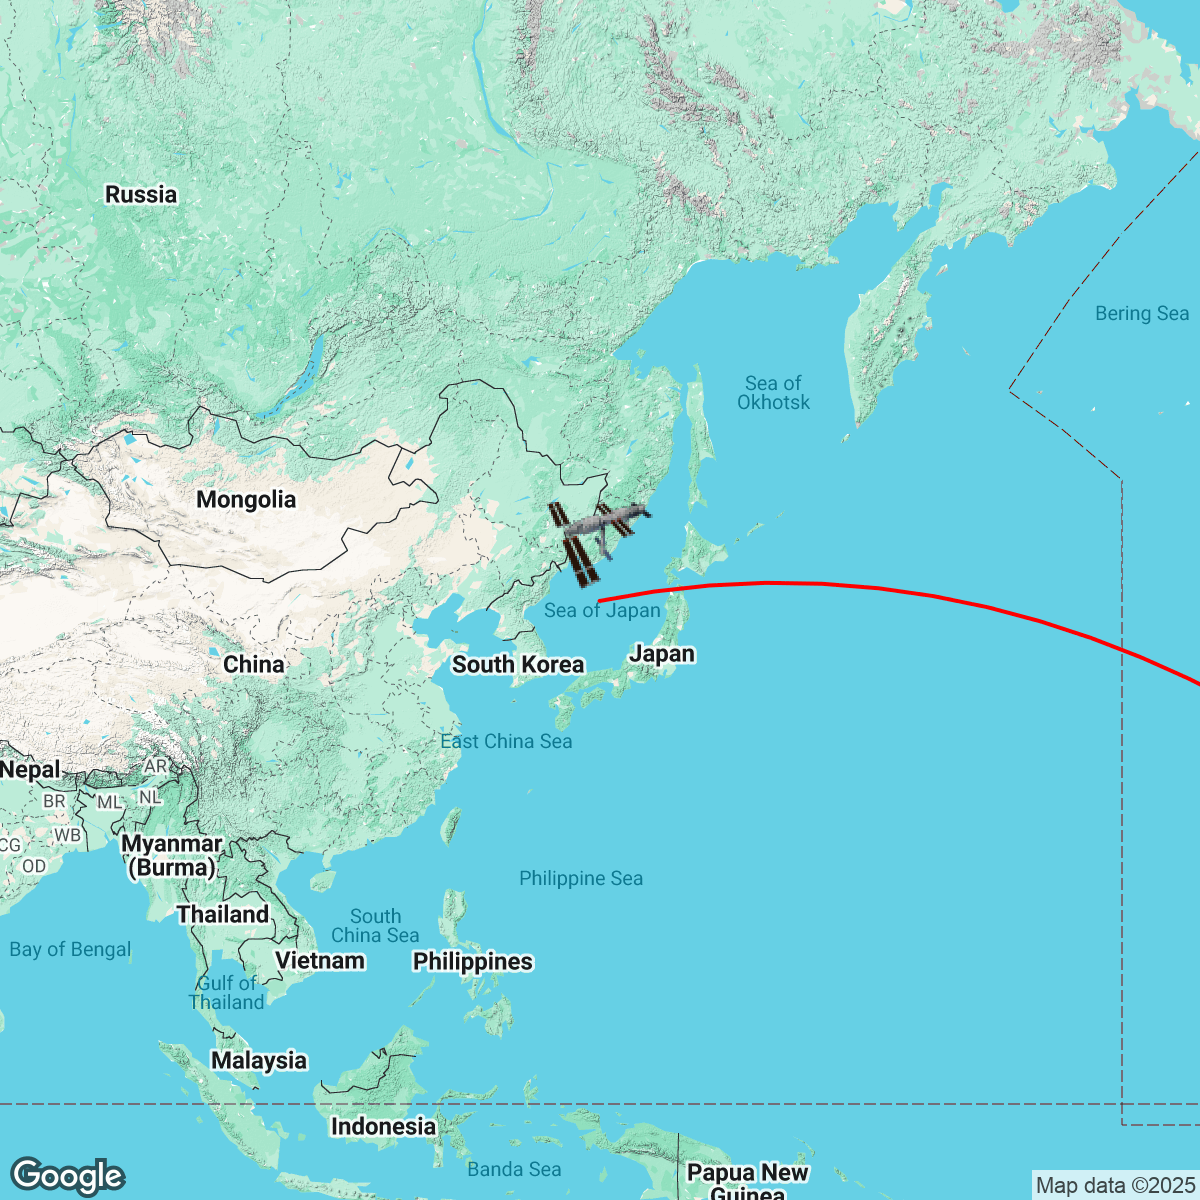 Russia
Bering Sea
Sea of
Okhotsk
Mongolia
Sea of Japan
Japan
China
South Korea
East China Sea
Nepal
AR
BR
ML
NL
WB
CG
OD
Myanmar
(Burma)
Philippine Sea
Thailand
South
China Sea
Bay of Bengal
Vietnam
Philippines
Gulf of
Thailand
Malaysia
Indonesia
Banda Sea
Papua New
Guinea
Google
Map data ©2025